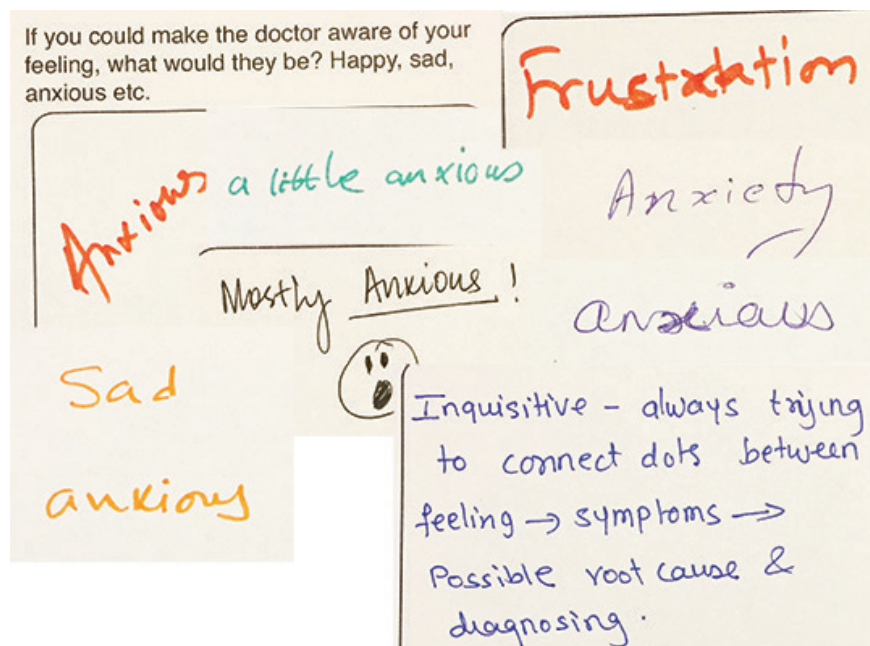 If you could make the doctor aware of your
feeling, what would they be? Happy, sad,
anxious etc.
Frustration
Anxious
a little anxious
Anxiety
Mostly Anxious !
anxious
Sad
anxious
Inquisitive - always trying
to connect dots between
feeling → symptoms →
Possible root cause &
diagnosing.